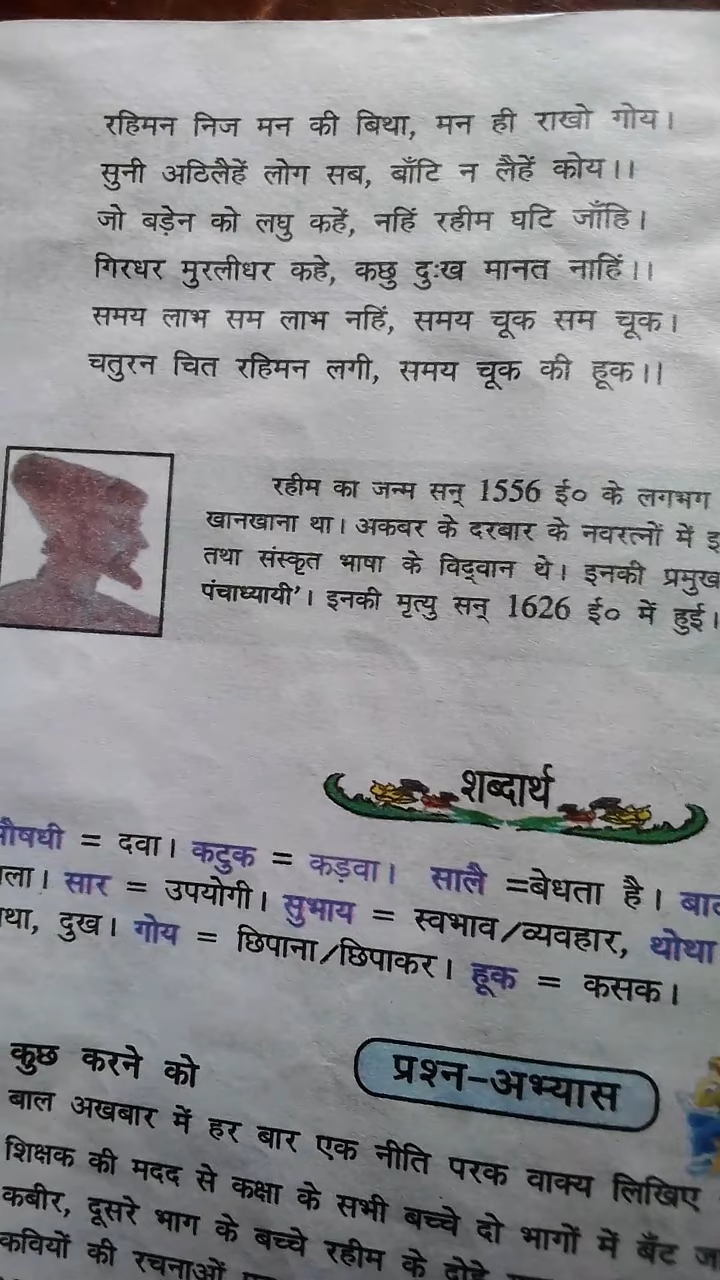 रहिमन निज मन की बिथा, मन ही राखो गोय।
सुनी अठिलैहें लोग सब, बाँटि न लैहें कोय।।
जो बड़ेन को लघु कहें, नहिं रहीम घटि जाँहि।
गिरधर मुरलीधर कहे, कछु दुःख मानत नाहिं।।
समय लाभ सम लाभ नहिं, समय चूक सम चूक।
चतुरन चित रहिमन लगी, समय चूक की हूक।।
रहीम का जन्म सन् 1556 ई० के लगभग
खानखाना था। अकबर के दरबार के नवरत्नों में
तथा संस्कृत भाषा के विद्वान थे। इनकी प्रमुख
पंचाध्यायी'। इनकी मृत्यु सन् 1626 ई० में हुई।
शब्दार्थ
= दवा। कटुक = कड़वा। सालै =बेधता है।
सार = उपयोगी। सुभाय = स्वभाव/व्यवहार, थोथा
दुख। गोय = छिपाना/छिपाकर। हूक = कसक।
प्रश्न-अभ्यास
कुछ करने को
बाल अखबार में हर बार एक नीति परक वाक्य लिखिए
शिक्षक की मदद से कक्षा के सभी बच्चे दो भागों में बँट
कबीर, दूसरे भाग के बच्चे रहीम के दोहे
कवियों की रचनाओं